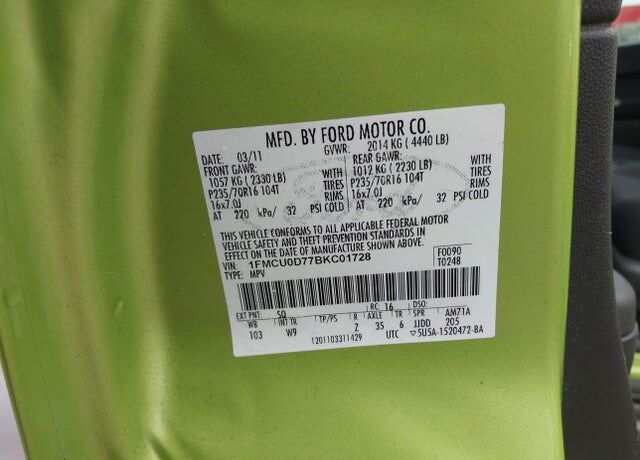 MFD. BY FORD MOTOR CO.
DATE: 03/11 GVWR: 2014 KG ( 4440 LB)
FRONT GAWR: WITH REAR GAWR: WITH
1057 KG ( 2330 LB) TIRES 1012 KG ( 2230 LB) TIRES
P235/70R16 104T RIMS P235/70R16 104T RIMS
16x7.0J 16x7.0J
AT 220 kPa/ 32 PSI COLD AT 220 kPa/ 32 PSI COLD
THIS VEHICLE CONFORMS TO ALL APPLICABLE FEDERAL MOTOR
VEHICLE SAFETY AND THEFT PREVENTION STANDARDS IN
EFFECT ON THE DATE OF MANUFACTURE SHOWN ABOVE.
VIN: 1FMCU0D77BKC01728 F0090
TYPE: MPV T0248
EXT PNT: SQ RC: 16 DSO:
WB INT TR TP/PS R AXLE TR SPR AM71A
103 W9 Z 35 6 JJDD 205
1201103311429 UTC ▽5U5A-1520472-BA